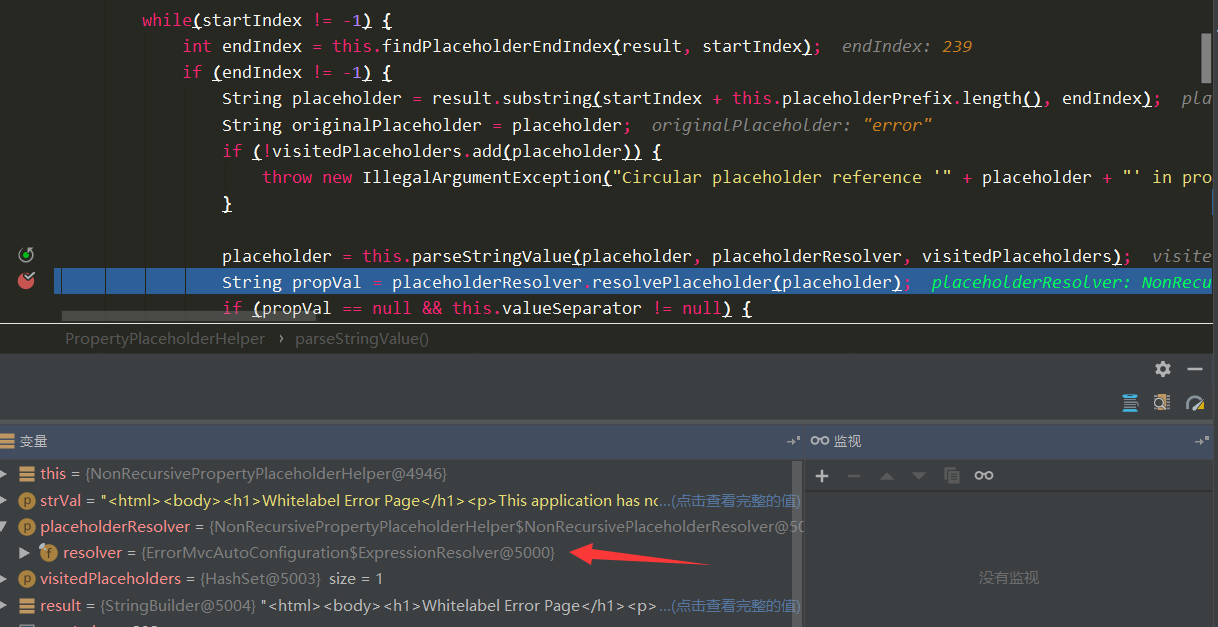 while(startIndex != -1) {
int endIndex = this.findPlaceholderEndIndex(result, startIndex);  endIndex: 239
if (endIndex != -1) {
String placeholder = result.substring(startIndex + this.placeholderPrefix.length(), endIndex);  pla
String originalPlaceholder = placeholder;  originalPlaceholder: "error"
if (!visitedPlaceholders.add(placeholder)) {
throw new IllegalArgumentException("Circular placeholder reference '" + placeholder + "' in pro
}
placeholder = this.parseStringValue(placeholder, placeholderResolver, visitedPlaceholders);  visite
String propVal = placeholderResolver.resolvePlaceholder(placeholder);  placeholderResolver: NonRecu
if (propVal == null && this.valueSeparator != null) {
PropertyPlaceholderHelper › parseStringValue()
变量
监视
this = {NonRecursivePropertyPlaceholderHelper@4946}
strVal = "<html><body><h1>Whitelabel Error Page</h1><p>This application has no...(点击查看完整的值)
placeholderResolver = {NonRecursivePropertyPlaceholderHelper$NonRecursivePlaceholderResolver@50
resolver = {ErrorMvcAutoConfiguration$ExpressionResolver@5000}
visitedPlaceholders = {HashSet@5003}  size = 1
没有监视
result = {StringBuilder@5004} "<html><body><h1>Whitelabel Error Page</h1><p>...(点击查看完整的值)